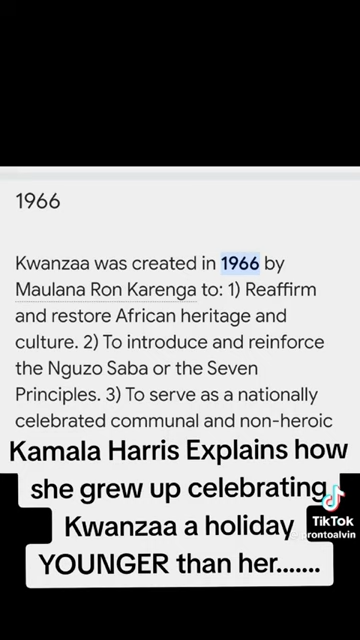 1966
Kwanzaa was created in 1966 by
Maulana Ron Karenga to: 1) Reaffirm
and restore African heritage and
culture. 2) To introduce and reinforce
the Nguzo Saba or the Seven
Principles. 3) To serve as a nationally
celebrated communal and non-heroic
Kamala Harris Explains how
she grew up celebrating
Kwanzaa a holiday
YOUNGER than her.......
TikTok
prontoalvin